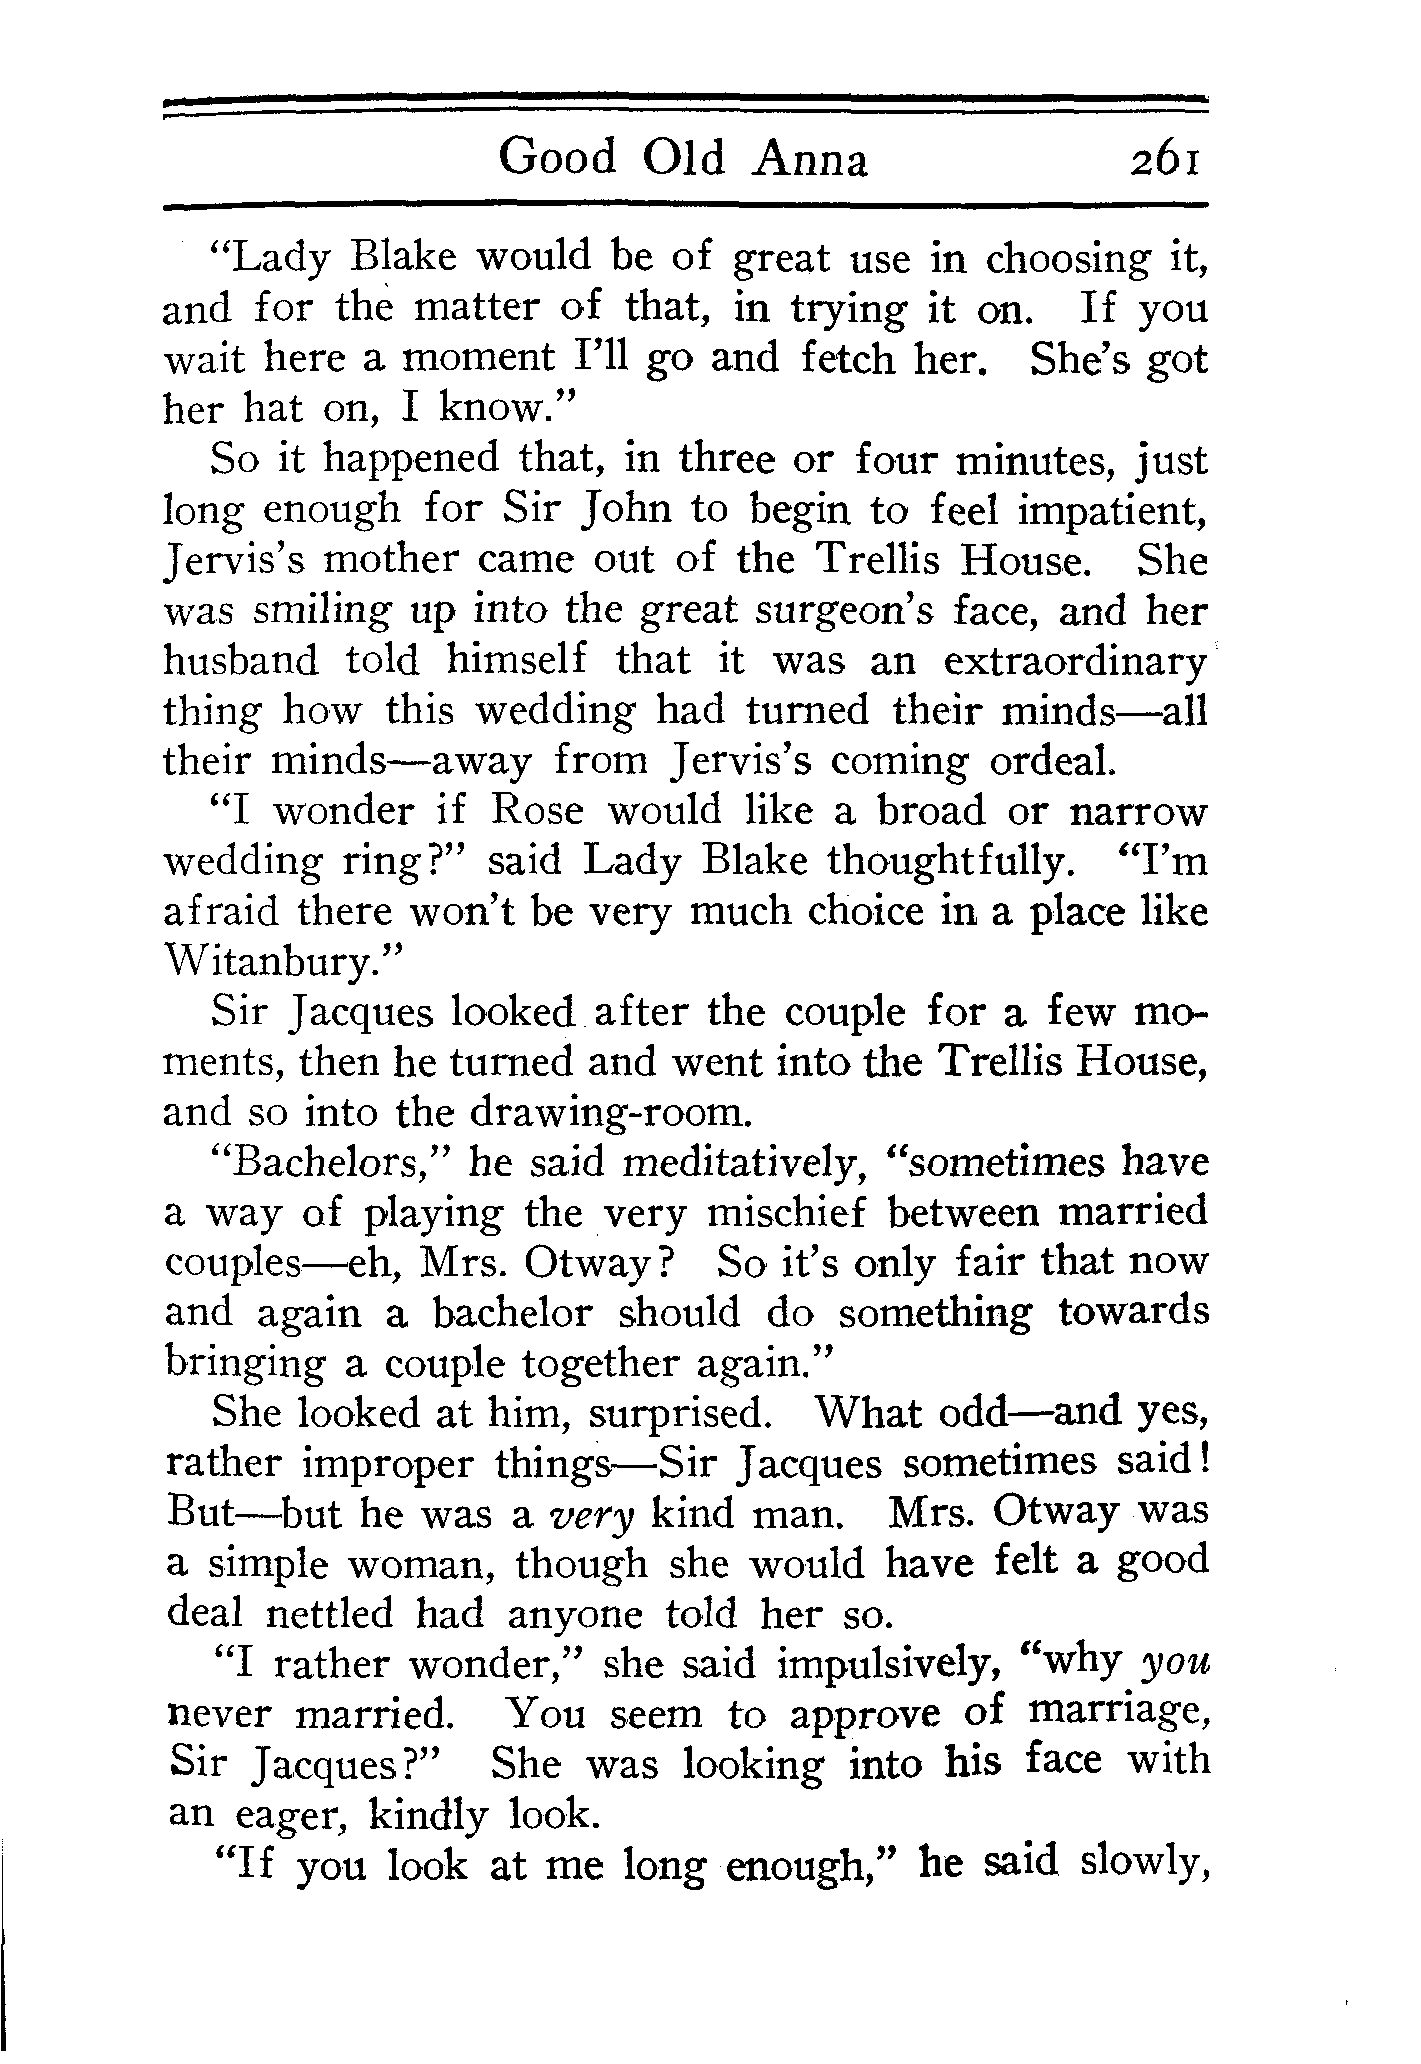 Good Old Anna 261
“Lady Blake would be of great use in choosing it,
and for the matter of that, in trying it on. If you
wait here a moment I’ll go and fetch her. She’s got
her hat on, I know.”
So it happened that, in three or four minutes, just
long enough for Sir John to begin to feel impatient,
Jervis’s mother came out of the Trellis House. She
was smiling up into the great surgeon’s face, and her
husband told himself that it was an extraordinary
thing how this wedding had turned their minds—all
their minds—away from Jervis’s coming ordeal.
“I wonder if Rose would like a broad or narrow
wedding ring?” said Lady Blake thoughtfully. “I’m
afraid there won’t be very much choice in a place like
Witanbury.”
Sir Jacques looked after the couple for a few mo-
ments, then he turned and went into the Trellis House,
and so into the drawing-room.
“Bachelors,” he said meditatively, “sometimes have
a way of playing the very mischief between married
couples—eh, Mrs. Otway? So it’s only fair that now
and again a bachelor should do something towards
bringing a couple together again.”
She looked at him, surprised. What odd—and yes,
rather improper things—Sir Jacques sometimes said!
But—but he was a very kind man. Mrs. Otway was
a simple woman, though she would have felt a good
deal nettled had anyone told her so.
“I rather wonder,” she said impulsively, “why you
never married. You seem to approve of marriage,
Sir Jacques?” She was looking into his face with
an eager, kindly look.
“If you look at me long enough,” he said slowly,